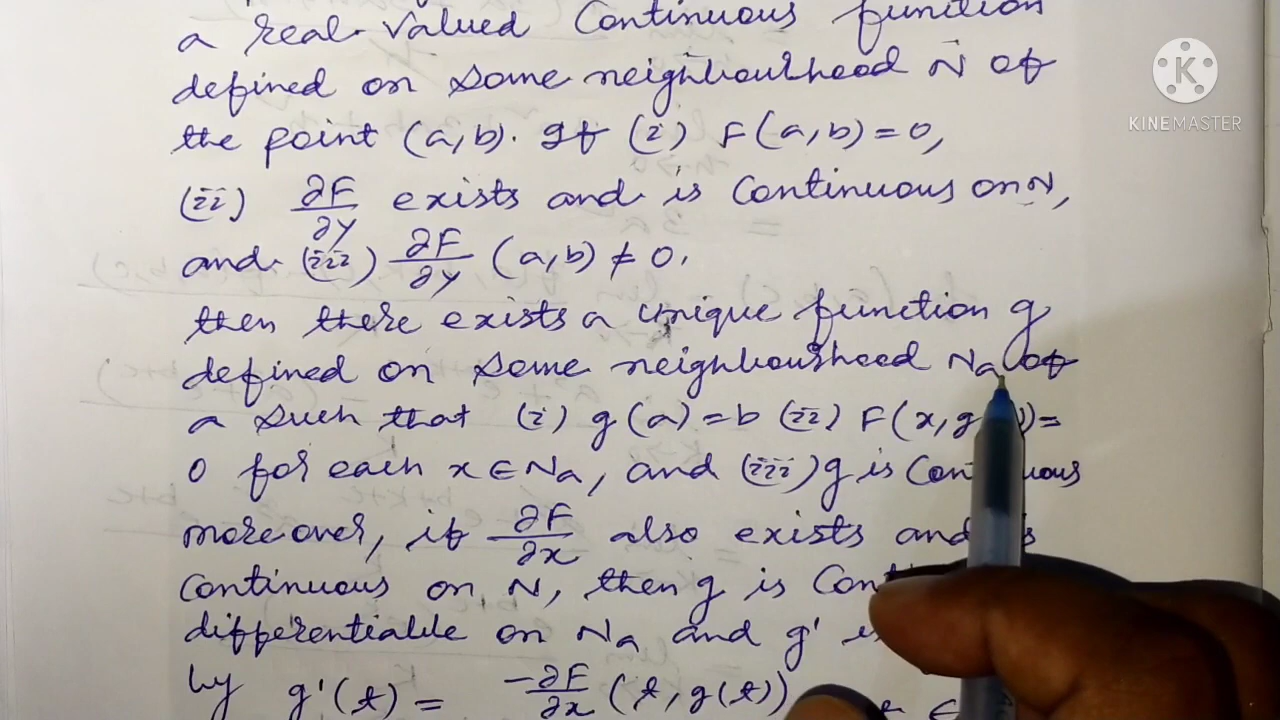 a real valued Continuous function
defined on some neighbourhood N of
the point (a,b). If (i) F(a,b)=0,
(ii) ∂F/∂y exists and is Continuous on N,
and (iii) ∂F/∂y (a,b) ≠ 0.
then there exists a unique function g
defined on some neighbourhood Na of
a such that (i) g(a)=b (ii) F(x,g )=
0 for each x∈Na, and (iii) g is
moreover, if ∂F/∂x also exists and
Continuous on N, then g is
differentiable on Na and g'
by g'(t) = -∂F/∂x (t, g(t)) ∈
K
KINEMASTER